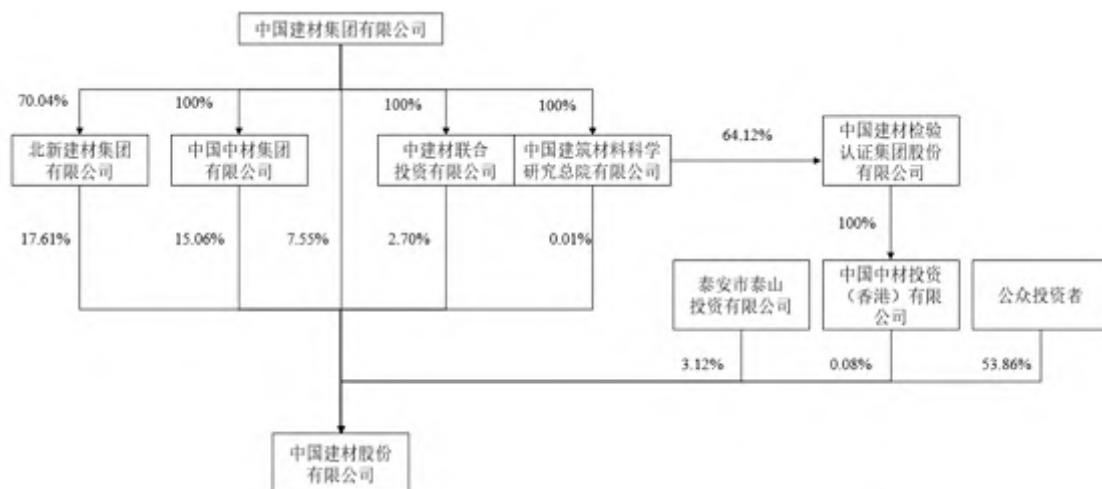 中国建材集团有限公司
70.04%
100%
100%
100%
北新建材集团
有限公司
中国中材集团
有限公司
中建材联合
投资有限公司
中国建筑材料科学
研究总院有限公司
64.12%
中国建材检验
认证集团股份
有限公司
17.61%
15.06%
7.55%
2.70%
0.01%
100%
泰安市泰山
投资有限公司
中国中材投资
（香港）有限
公司
公众投资者
3.12%
0.08%
53.86%
中国建材股份
有限公司